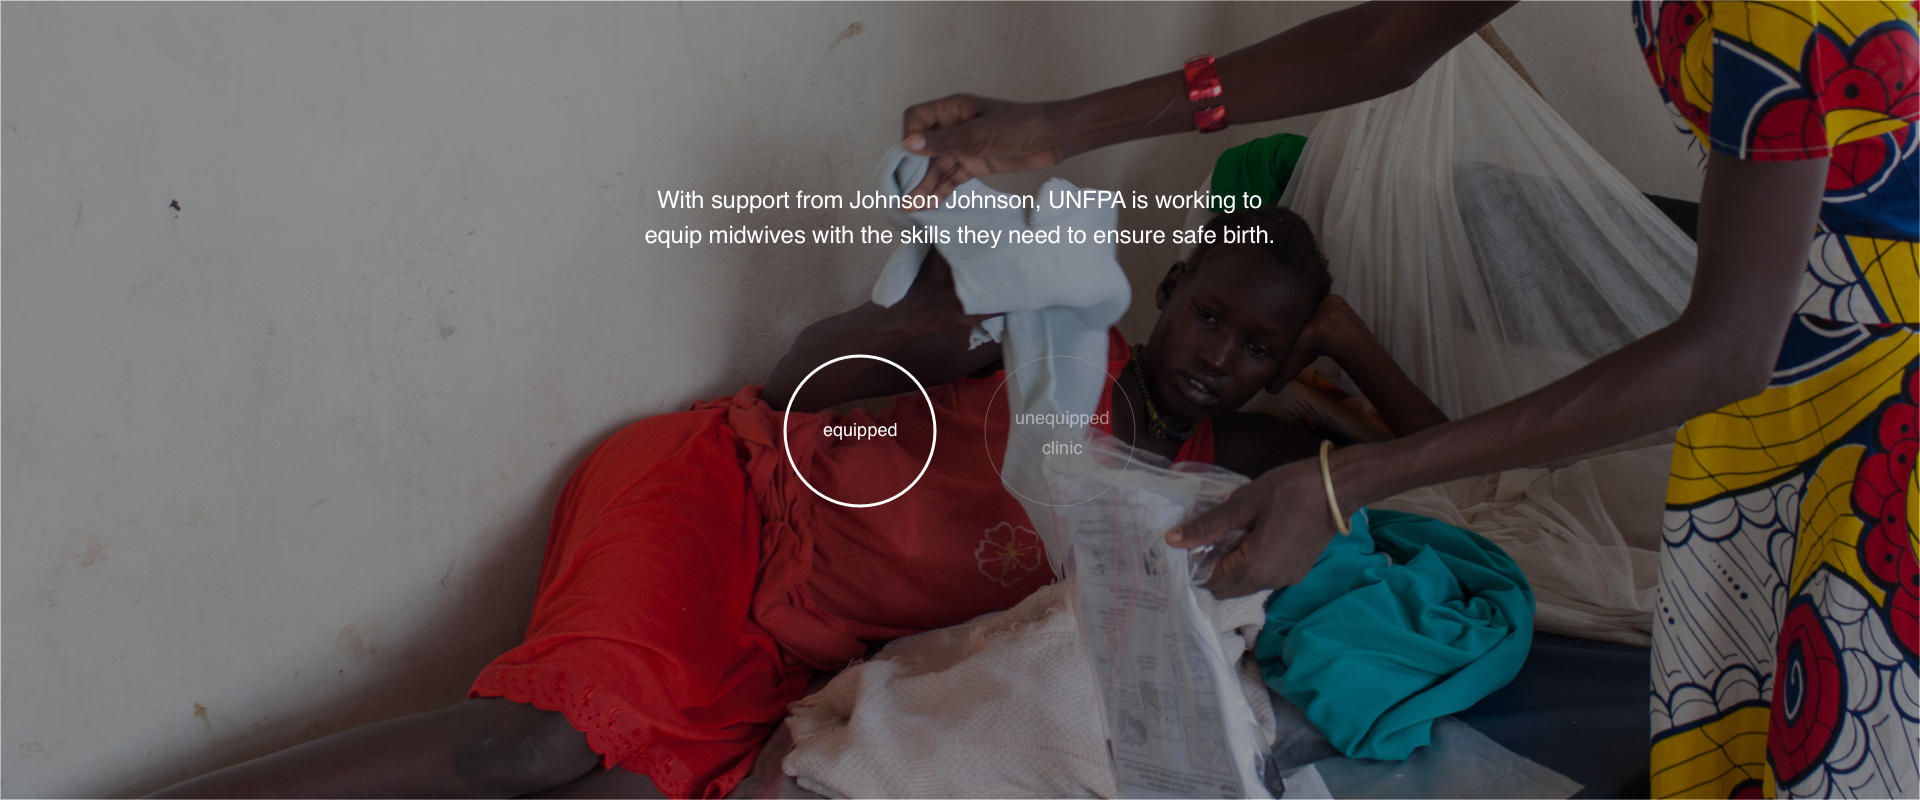 With support from Johnson Johnson, UNFPA is working to
equip midwives with the skills they need to ensure safe birth.
equipped
unequipped
clinic